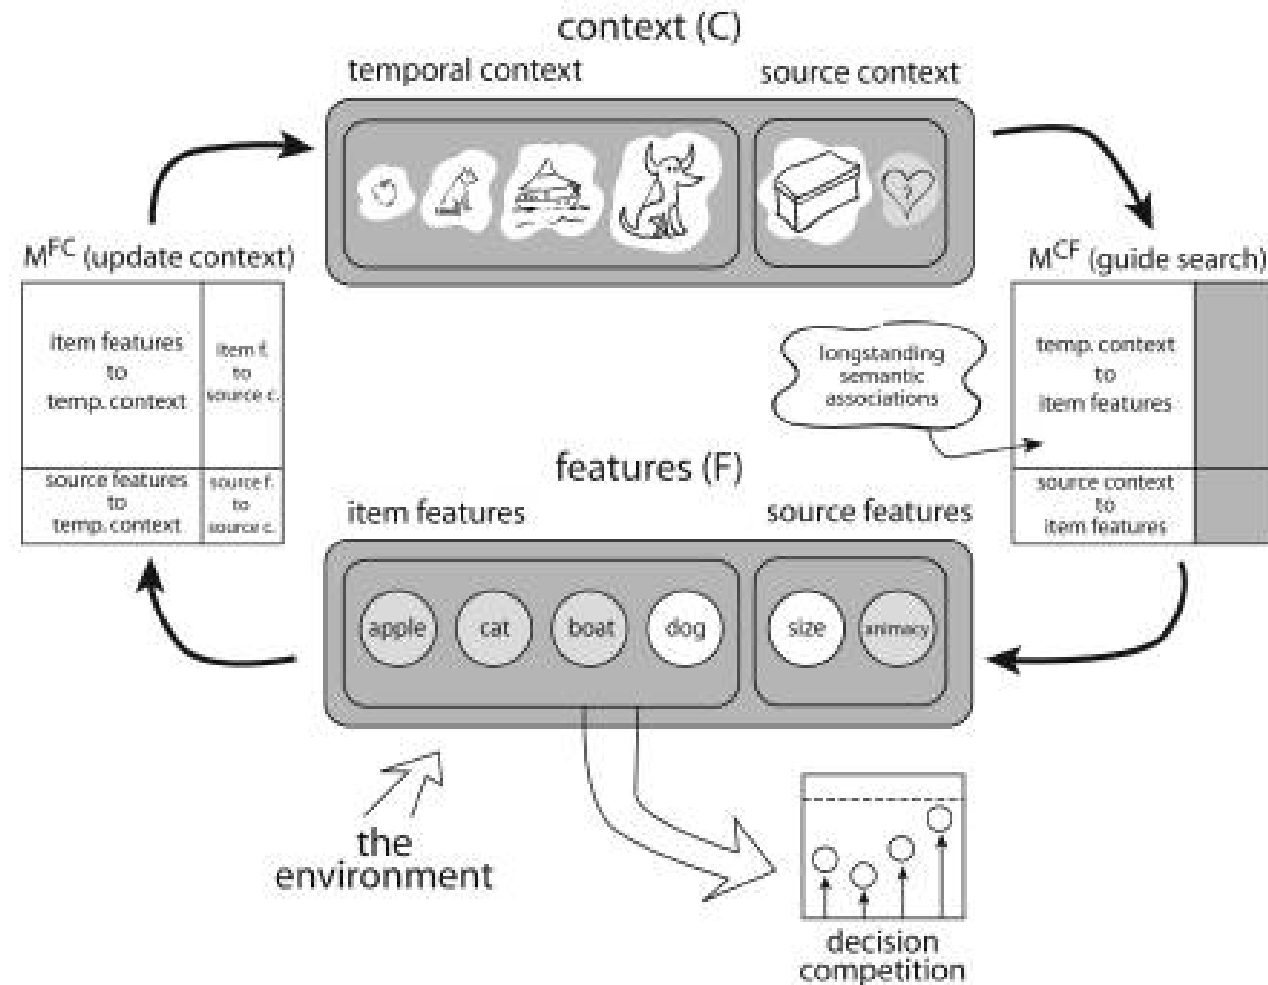 context (C)
temporal context
source context
M^FC (update context)
item features
to
temp. context
item f.
to
source c.
source features
to
temp. context
source f.
to
source c.
M^CF (guide search)
temp. context
to
item features
source context
to
item features
longstanding
semantic
associations
features (F)
item features
source features
apple
cat
boat
dog
size
animacy
the
environment
decision
competition